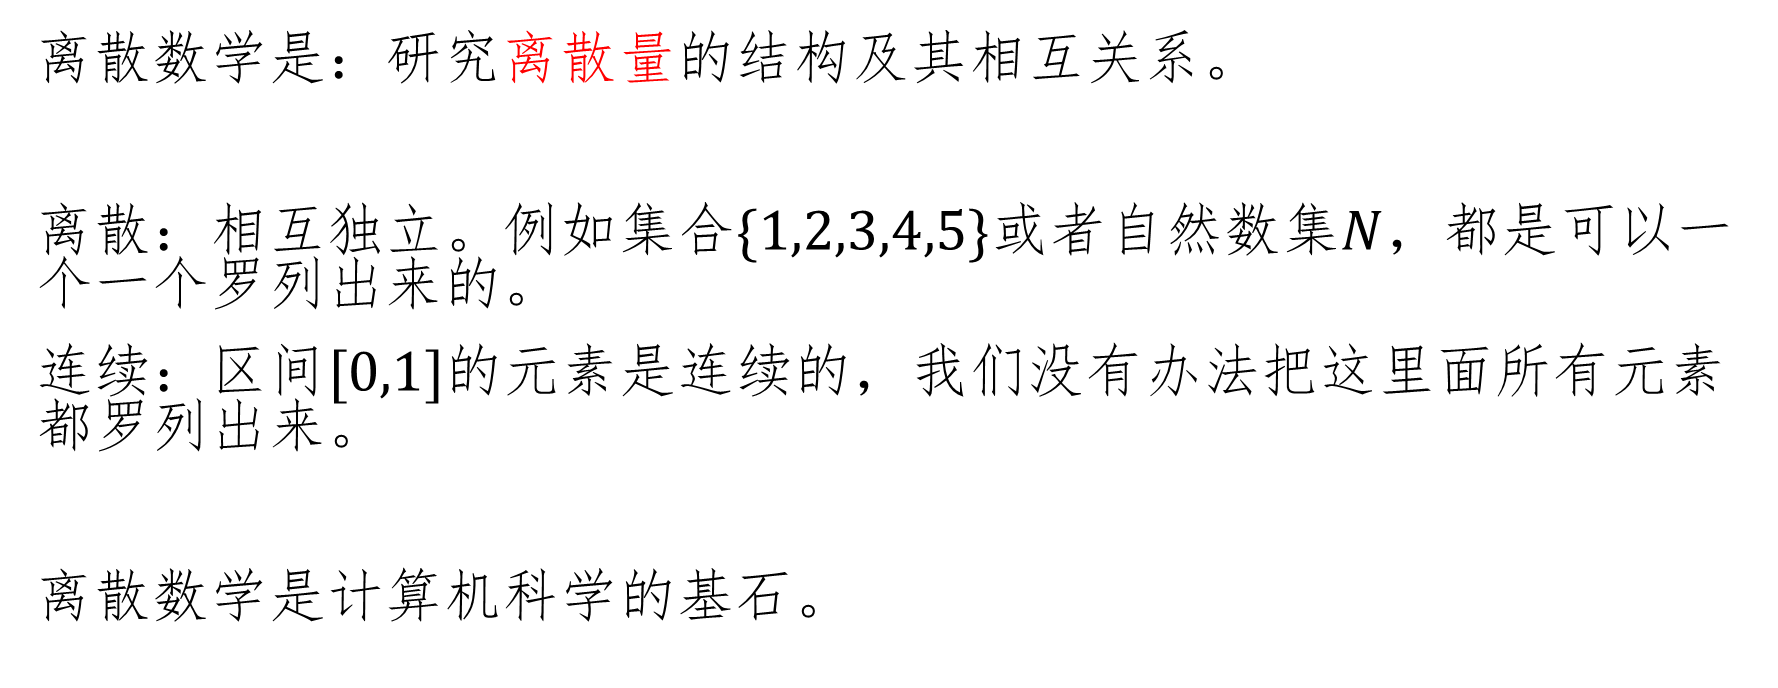 离散数学是：研究离散量的结构及其相互关系。
离散：相互独立。例如集合{1,2,3,4,5}或者自然数集N，都是可以一
个一个罗列出来的。
连续：区间[0,1]的元素是连续的，我们没有办法把这里面所有元素
都罗列出来。
离散数学是计算机科学的基石。